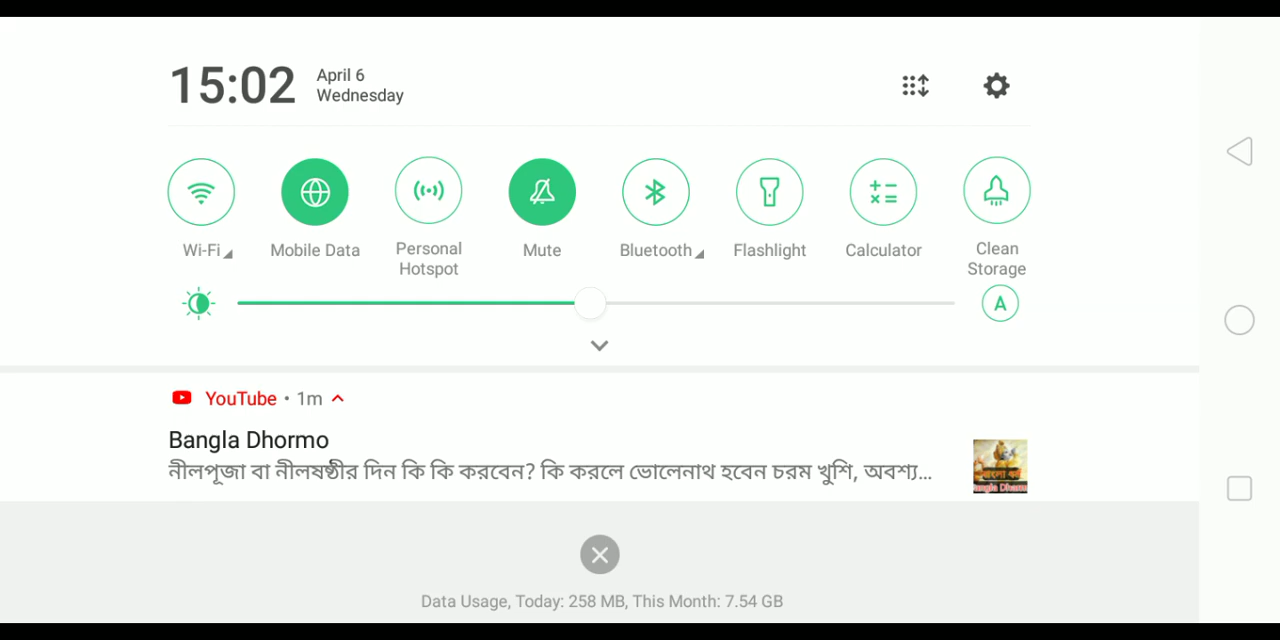 15:02
April 6
Wednesday
Wi-Fi
Mobile Data
Personal
Hotspot
Mute
Bluetooth
Flashlight
Calculator
Clean
Storage
A
YouTube • 1m
Bangla Dhormo
নীলপূজা বা নীলষষ্ঠীর দিন কি কি করবেন? কি করলে ভোলেনাথ হবেন চরম খুশি, অবশ্য...
Data Usage, Today: 258 MB, This Month: 7.54 GB